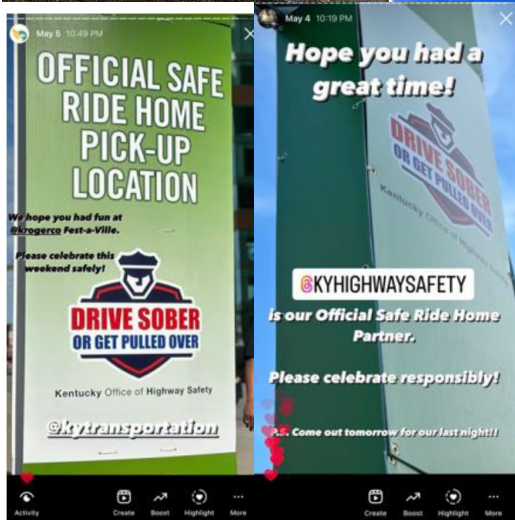 May 5 10:49 PM
OFFICIAL SAFE
RIDE HOME
PICK-UP
LOCATION
We hope you had fun at
@krogerco Fest-a-Ville.
Please celebrate this
weekend safely!
DRIVE SOBER
OR GET PULLED OVER
Kentucky Office of Highway Safety
@kytransportation
Activity
Create
Boost
Highlight
More
May 4 10:19 PM
Hope you had a
great time!
DRIVE SOBER
OR GET PULLED OVER
Kentucky Office of Highway Safety
@KYHIGHWAYSAFETY
is our Official Safe Ride Home
Partner.
Please celebrate responsibly!
P.S. Come out tomorrow for our last night!!
Create
Boost
Highlight
More